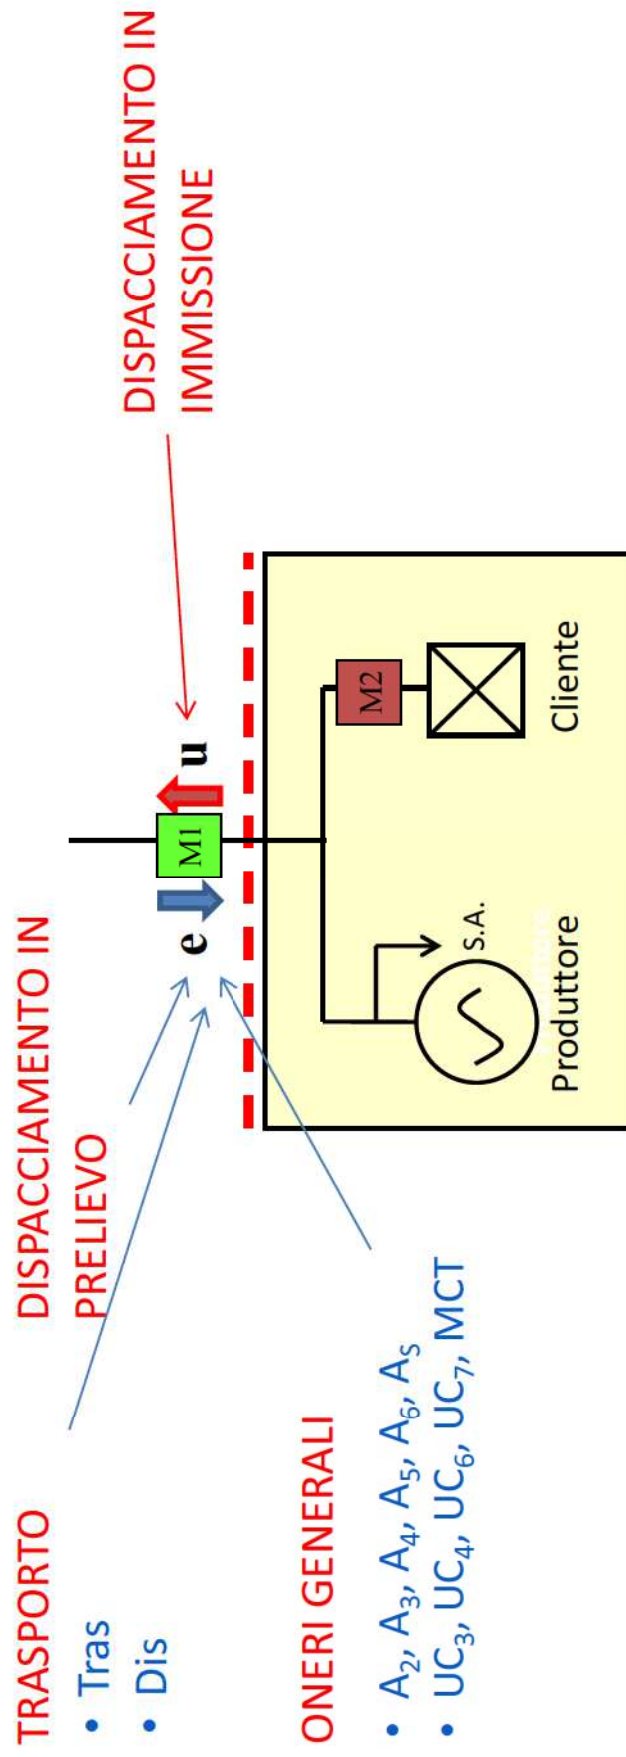 TRASPORTO
• Tras
• Dis
DISPACCIAMENTO IN
PRELIEVO
DISPACCIAMENTO IN
IMMISSIONE
ONERI GENERALI
• A₂, A₃, A₄, A₅, A₆, Aₛ
• UC₃, UC₄, UC₆, UC₇, MCT
e
M1
u
M2
S.A.
Produttore
Cliente